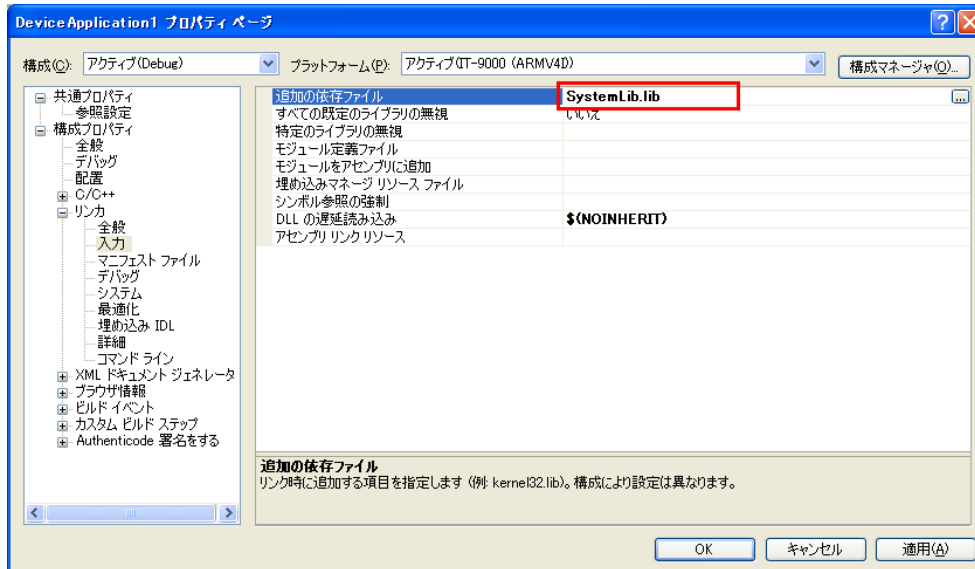 DeviceApplication1 プロパティ ページ
構成(C): アクティブ(Debug) プラットフォーム(P): アクティブ(IT-9000 (ARMV4I)) 構成マネージャ(O)...
共通プロパティ
参照設定
構成プロパティ
全般
デバッグ
配置
C/C++
リンカ
全般
入力
マニフェスト ファイル
デバッグ
システム
最適化
埋め込み IDL
詳細
コマンド ライン
XML ドキュメント ジェネレータ
ブラウザ情報
ビルド イベント
カスタム ビルド ステップ
Authenticode 署名をする
追加の依存ファイル SystemLib.lib ...
すべての既定のライブラリの無視 いいえ
特定のライブラリの無視
モジュール定義ファイル
モジュールをアセンブリに追加
埋め込みマネージ リソース ファイル
シンボル参照の強制
DLL の遅延読み込み $(NOINHERIT)
アセンブリ リンク リソース
追加の依存ファイル
リンク時に追加する項目を指定します (例: kernel32.lib)。構成により設定は異なります。
OK キャンセル 適用(A)